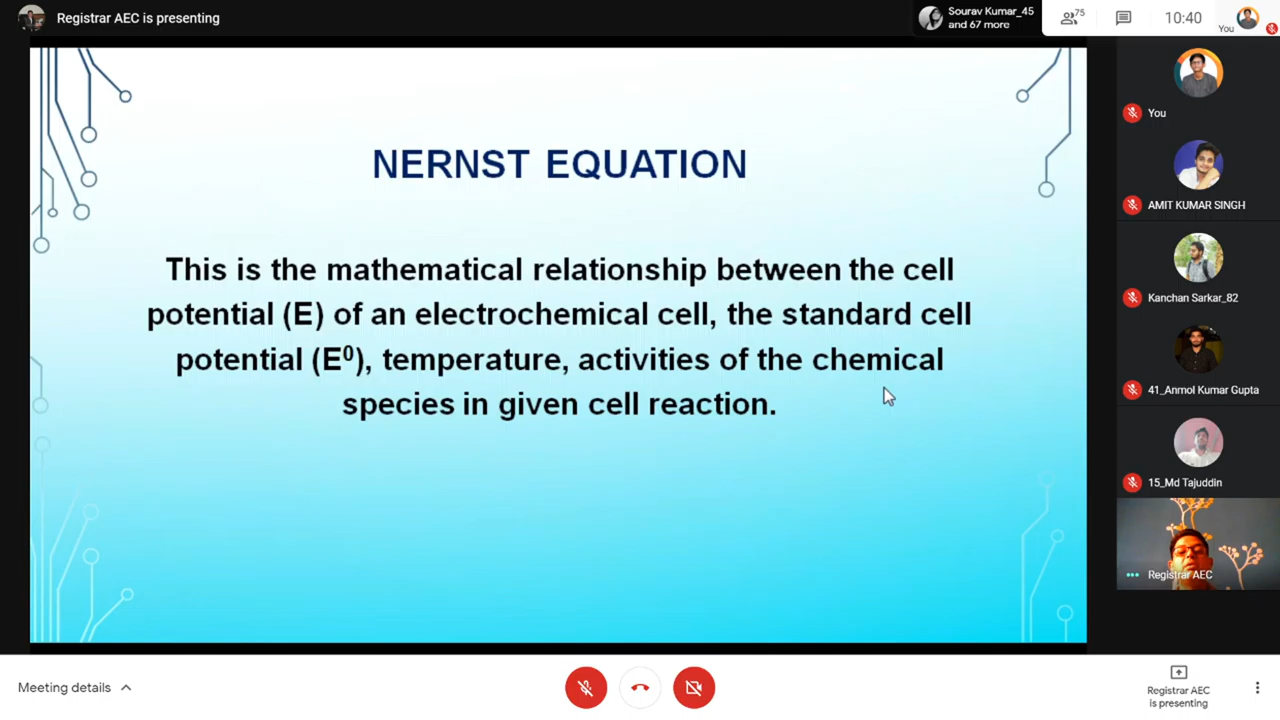 Registrar AEC is presenting
Sourav Kumar_45
and 67 more
75
10:40
You
NERNST EQUATION
This is the mathematical relationship between the cell
potential (E) of an electrochemical cell, the standard cell
potential (E⁰), temperature, activities of the chemical
species in given cell reaction.
You
AMIT KUMAR SINGH
Kanchan Sarkar_82
41_Anmol Kumar Gupta
15_Md Tajuddin
Registrar AEC
Meeting details
Registrar AEC
is presenting